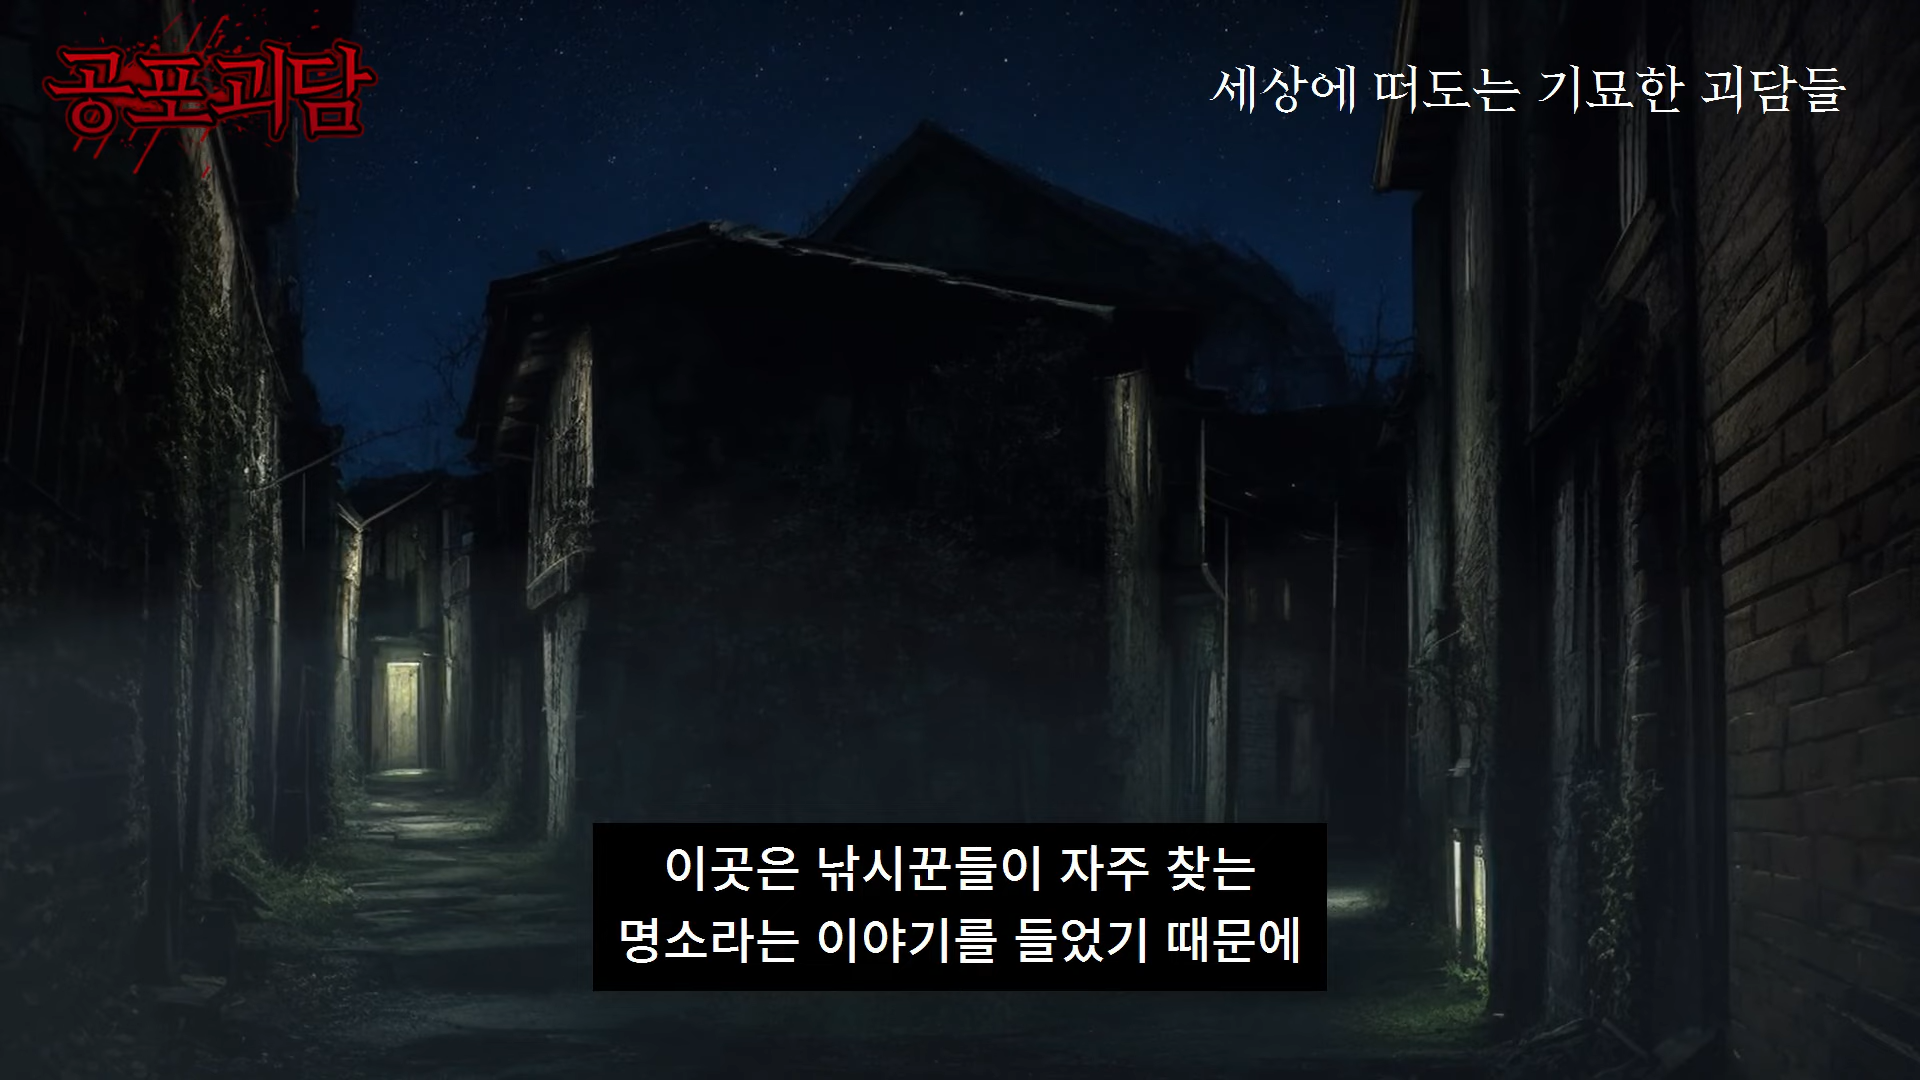 공포괴담
세상에 떠도는 기묘한 괴담들
이곳은 낚시꾼들이 자주 찾는
명소라는 이야기를 들었기 때문에